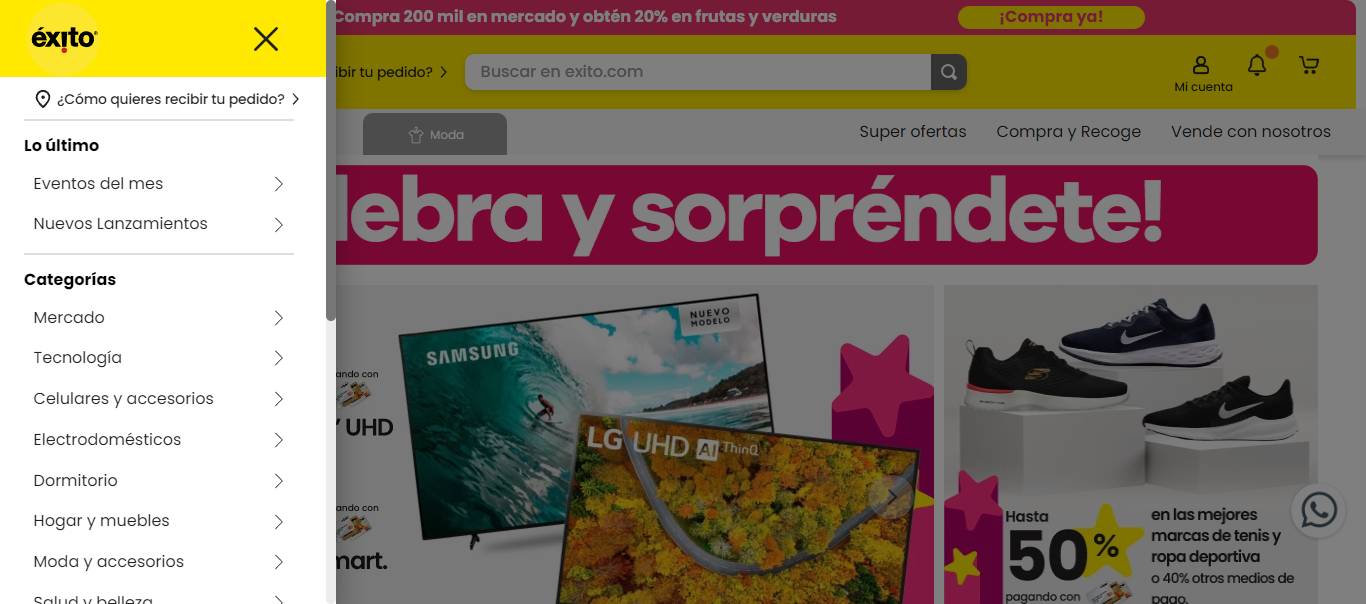 éxito
¿Cómo quieres recibir tu pedido?
Lo último
Eventos del mes
Nuevos Lanzamientos
Categorías
Mercado
Tecnología
Celulares y accesorios
Electrodomésticos
Dormitorio
Hogar y muebles
Moda y accesorios
Salud y belleza
Compra 200 mil en mercado y obtén 20% en frutas y verduras
¡Compra ya!
ibir tu pedido?
Buscar en exito.com
Mi cuenta
Moda
Super ofertas
Compra y Recoge
Vende con nosotros
lebra y sorpréndete!
NUEVO
MODELO
SAMSUNG
ando con
UHD
LG UHD AI ThinQ
ando con
mart.
Hasta
50%
pagando con
en las mejores
marcas de tenis y
ropa deportiva
o 40% otros medios de
pago.